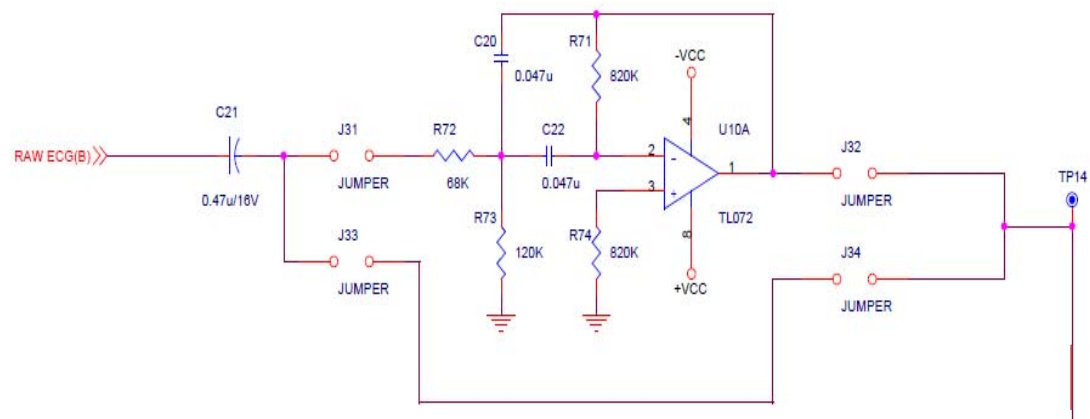 C20
0.047u
R71
820K
-VCC
4
U10A
C21
RAW ECG(B)
0.47u/16V
J31
JUMPER
R72
68K
C22
0.047u
2
-
3
+
1
TL072
J32
JUMPER
TP14
R73
120K
R74
820K
8
+VCC
J33
JUMPER
J34
JUMPER